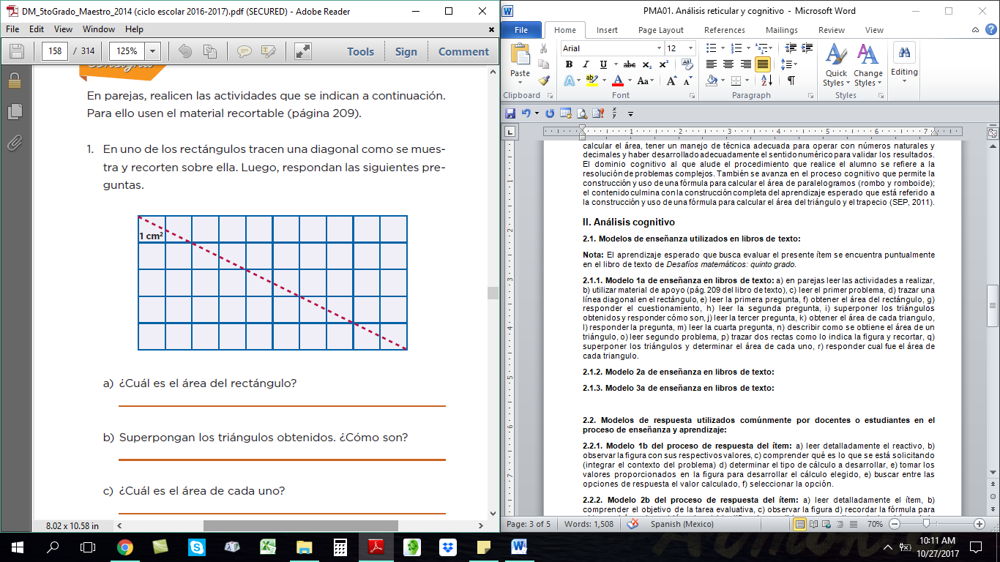 DM_5toGrado_Maestro_2014 (ciclo escolar 2016-2017).pdf (SECURED) - Adobe Reader
File Edit View Window Help
158 / 314 125% Tools Sign Comment
Consigna
En parejas, realicen las actividades que se indican a continuación.
Para ello usen el material recortable (página 209).
1. En uno de los rectángulos tracen una diagonal como se mues-
tra y recorten sobre ella. Luego, respondan las siguientes pre-
guntas.
1 cm²
a) ¿Cuál es el área del rectángulo?
b) Superpongan los triángulos obtenidos. ¿Cómo son?
c) ¿Cuál es el área de cada uno?
8.02 x 10.58 in
PMA01. Análisis reticular y cognitivo - Microsoft Word
File Home Insert Page Layout References Mailings Review View
Paste
Arial 12
Quick Styles
Change Styles
Editing
Clipboard Font Paragraph Styles
calcular el área, tener un manejo de técnica adecuada para operar con números naturales y
decimales y haber desarrollado adecuadamente el sentido numérico para validar los resultados.
El dominio cognitivo al que alude el procedimiento que realice el alumno se refiere a la
resolución de problemas complejos. También se avanza en el proceso cognitivo que permite la
construcción y uso de una fórmula para calcular el área de paralelogramos (rombo y romboide);
el contenido culmina con la construcción completa del aprendizaje esperado que está referido a
la construcción y uso de una fórmula para calcular el área del triángulo y el trapecio (SEP, 2011).
II. Análisis cognitivo
2.1. Modelos de enseñanza utilizados en libros de texto:
Nota: El aprendizaje esperado que busca evaluar el presente ítem se encuentra puntualmente
en el libro de texto de Desafíos matemáticos: quinto grado.
2.1.1. Modelo 1a de enseñanza en libros de texto: a) en parejas leer las actividades a realizar,
b) utilizar material de apoyo (pág. 209 del libro de texto), c) leer el primer problema, d) trazar una
línea diagonal en el rectángulo, e) leer la primera pregunta, f) obtener el área del rectángulo, g)
responder el cuestionamiento, h) leer la segunda pregunta, i) superponer los triángulos
obtenidos y responder cómo son, j) leer la tercer pregunta, k) obtener el área de cada triangulo,
l) responder la pregunta, m) leer la cuarta pregunta, n) describir como se obtiene el área de un
triángulo, o) leer segundo problema, p) trazar dos rectas como lo indica la figura y recortar, q)
superponer los triángulos y determinar el área de cada uno, r) responder cual fue el área de
cada triangulo.
2.1.2. Modelo 2a de enseñanza en libros de texto:
2.1.3. Modelo 3a de enseñanza en libros de texto:
2.2. Modelos de respuesta utilizados comúnmente por docentes o estudiantes en el
proceso de enseñanza y aprendizaje:
2.2.1. Modelo 1b del proceso de respuesta del ítem: a) leer detalladamente el reactivo, b)
observar la figura con sus respectivos valores, c) comprender qué es lo que se está solicitando
(integrar el contexto del problema) d) determinar el tipo de cálculo a desarrollar, e) tomar los
valores proporcionados en la figura para desarrollar el cálculo elegido, e) buscar entre las
opciones de respuesta el valor calculado, f) seleccionar la opción.
2.2.2. Modelo 2b del proceso de respuesta del ítem: a) leer detalladamente el ítem, b)
comprender el objetivo de la tarea evaluativa, c) observar la figura d) recordar la fórmula para
Page: 3 of 5 Words: 1,508 Spanish (Mexico) 70%
10:11 AM
10/27/2017